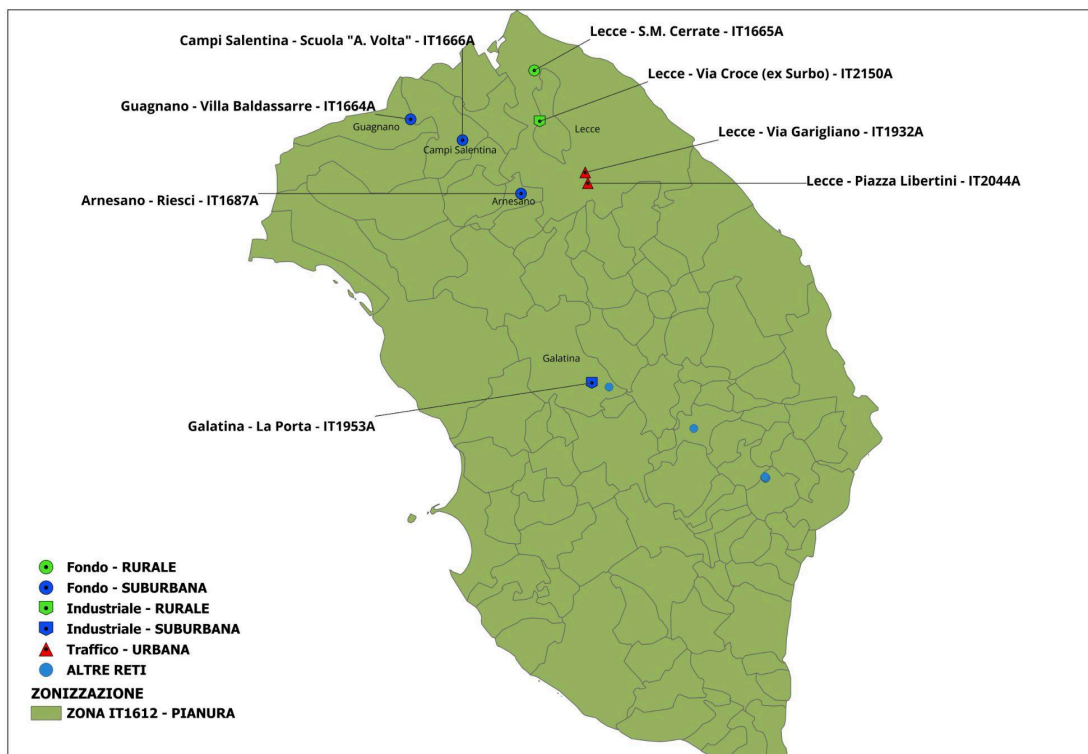 Lecce - S.M. Cerrate - IT1665A
Campi Salentina - Scuola "A. Volta" - IT1666A
Lecce - Via Croce (ex Surbo) - IT2150A
Guagnano - Villa Baldassarre - IT1664A
Guagnano
Lecce
Lecce - Via Garigliano - IT1932A
Campi Salentina
Lecce - Piazza Libertini - IT2044A
Arnesano - Riesci - IT1687A
Arnesano
Galatina
Galatina - La Porta - IT1953A
Fondo - RURALE
Fondo - SUBURBANA
Industriale - RURALE
Industriale - SUBURBANA
Traffico - URBANA
ALTRE RETI
ZONIZZAZIONE
ZONA IT1612 - PIANURA